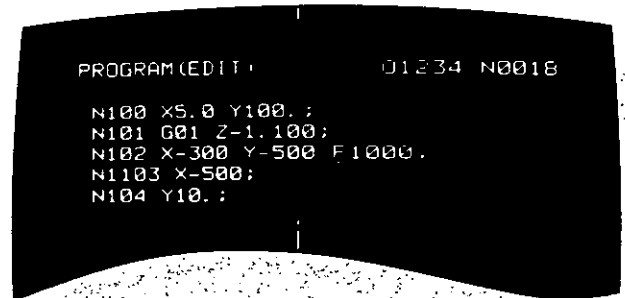 PROGRAM(EDIT) O1234 N0018
N100 X5.0 Y100.;
N101 G01 Z-1.100;
N102 X-300 Y-500 F1000.
N1103 X-500;
N104 Y10.;